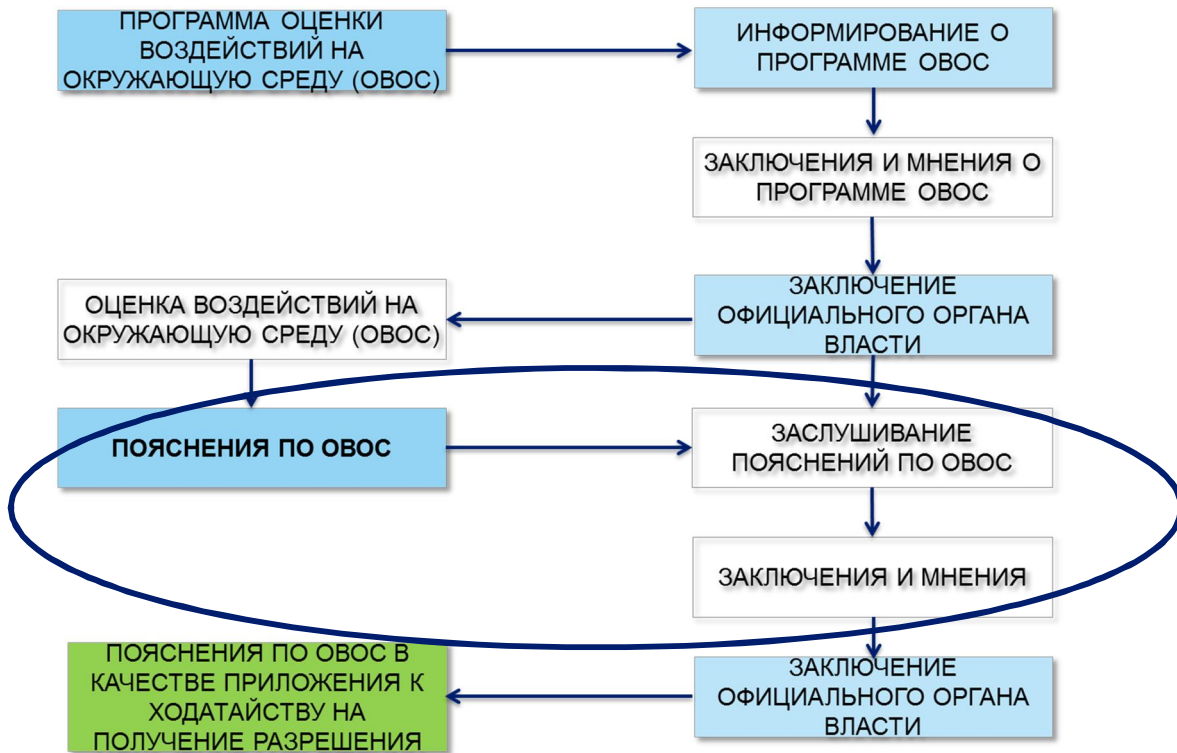 ПРОГРАММА ОЦЕНКИ
ВОЗДЕЙСТВИЙ НА
ОКРУЖАЮЩУЮ СРЕДУ (ОВОС)
ИНФОРМИРОВАНИЕ О
ПРОГРАММЕ ОВОС
ЗАКЛЮЧЕНИЯ И МНЕНИЯ О
ПРОГРАММЕ ОВОС
ЗАКЛЮЧЕНИЕ
ОФИЦИАЛЬНОГО ОРГАНА
ВЛАСТИ
ОЦЕНКА ВОЗДЕЙСТВИЙ НА
ОКРУЖАЮЩУЮ СРЕДУ (ОВОС)
ПОЯСНЕНИЯ ПО ОВОС
ЗАСЛУШИВАНИЕ
ПОЯСНЕНИЙ ПО ОВОС
ЗАКЛЮЧЕНИЯ И МНЕНИЯ
ЗАКЛЮЧЕНИЕ
ОФИЦИАЛЬНОГО ОРГАНА
ВЛАСТИ
ПОЯСНЕНИЯ ПО ОВОС В
КАЧЕСТВЕ ПРИЛОЖЕНИЯ К
ХОДАТАЙСТВУ НА
ПОЛУЧЕНИЕ РАЗРЕШЕНИЯ